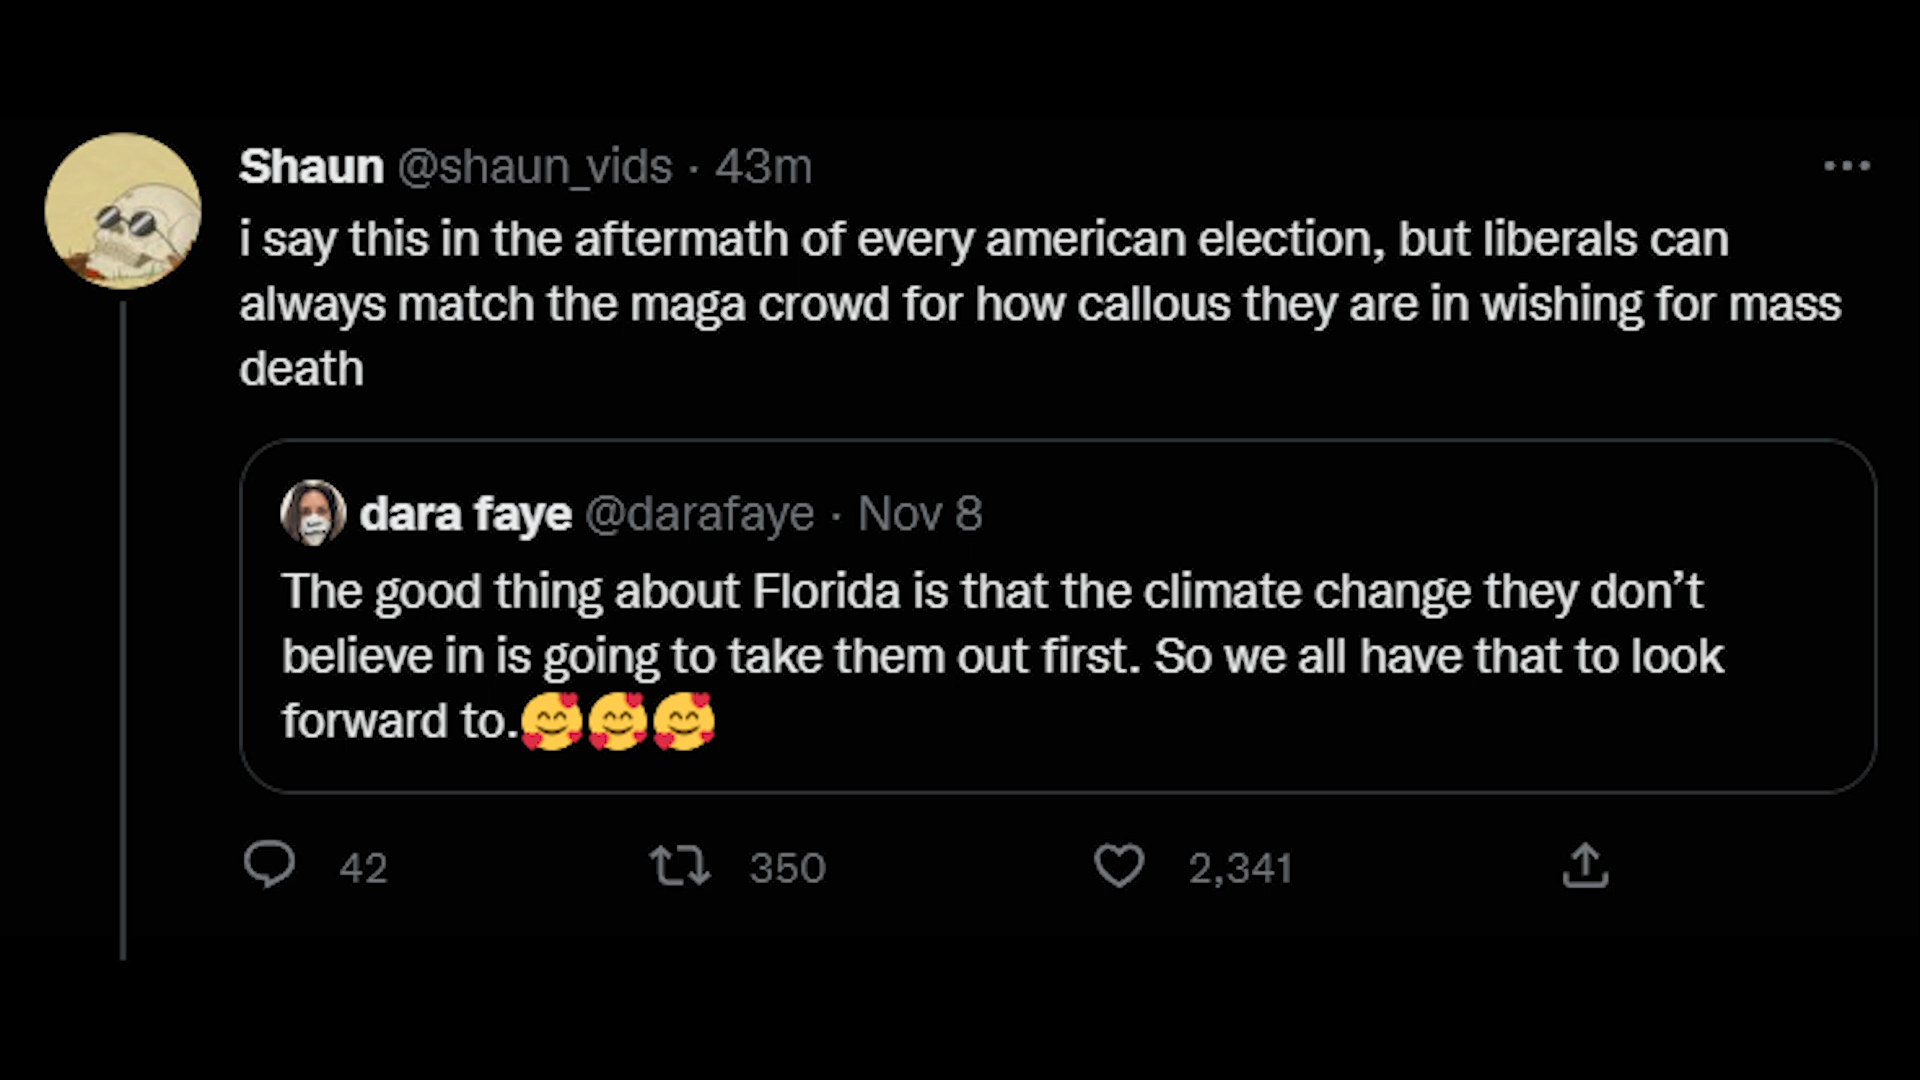 Shaun @shaun_vids · 43m
i say this in the aftermath of every american election, but liberals can
always match the maga crowd for how callous they are in wishing for mass
death
dara faye @darafaye · Nov 8
The good thing about Florida is that the climate change they don’t
believe in is going to take them out first. So we all have that to look
forward to.🥰🥰🥰
42 350 2,341